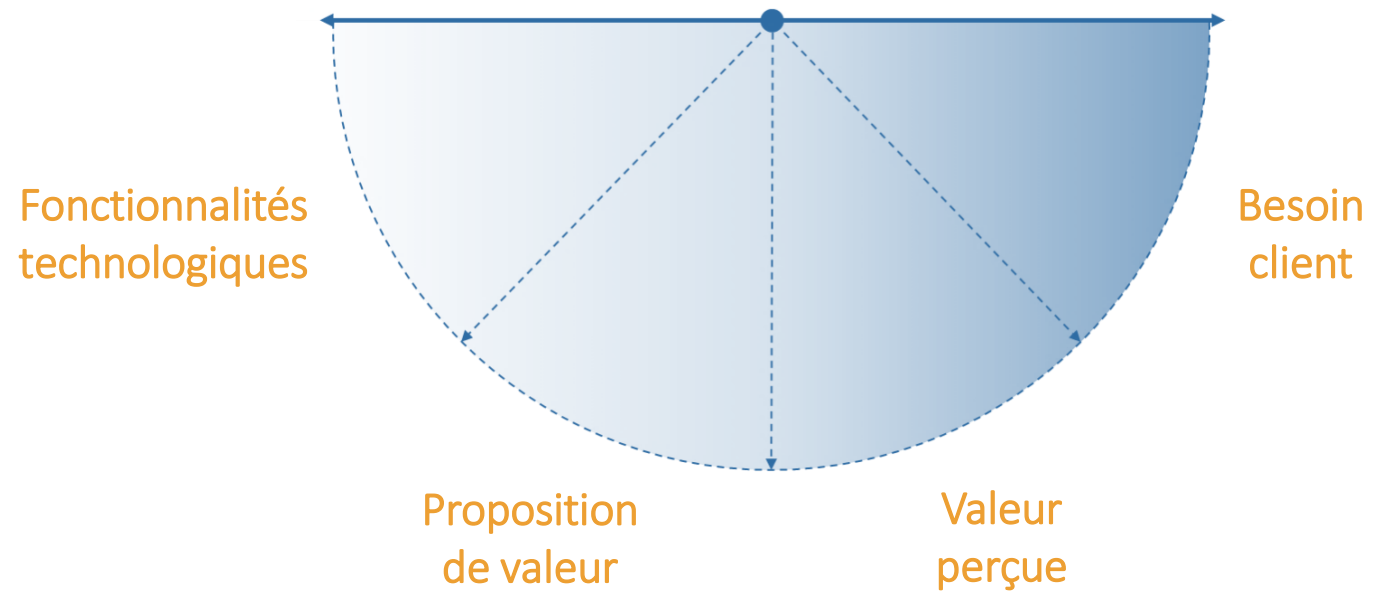 Fonctionnalités
technologiques
Besoin
client
Proposition
de valeur
Valeur
perçue